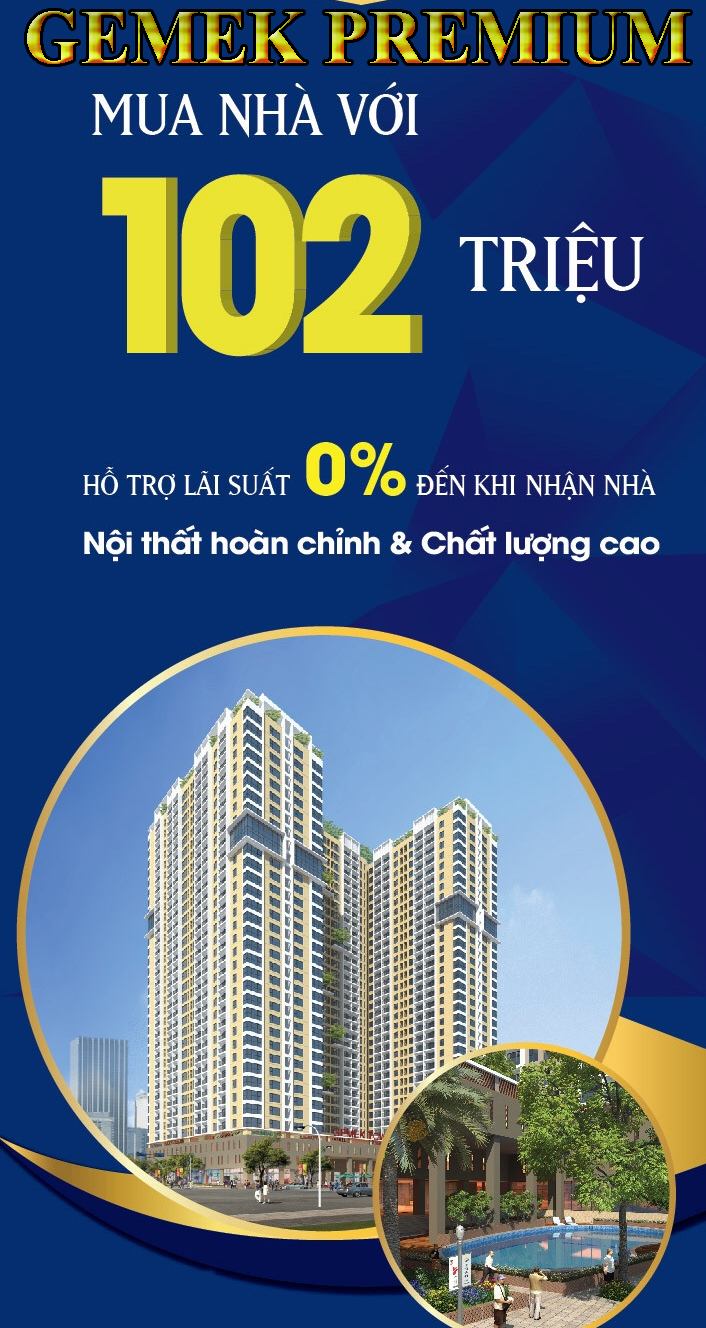 GEMEK PREMIUM
MUA NHÀ VỚI
102 TRIỆU
HỖ TRỢ LÃI SUẤT 0% ĐẾN KHI NHẬN NHÀ
Nội thất hoàn chỉnh & Chất lượng cao